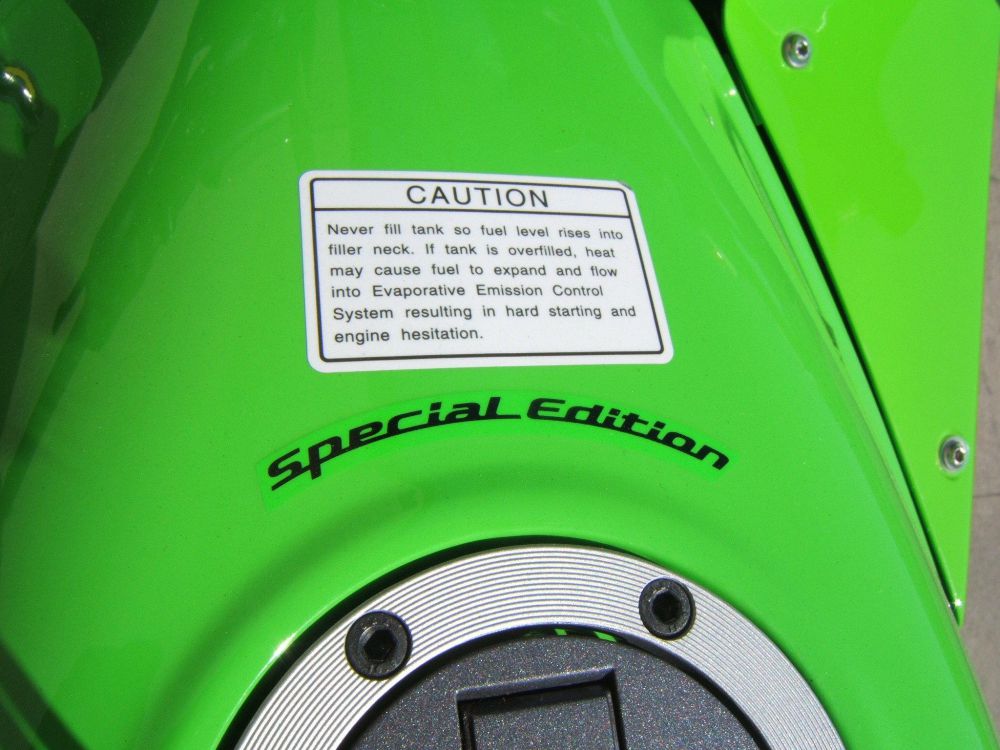 CAUTION
Never fill tank so fuel level rises into
filler neck. If tank is overfilled, heat
may cause fuel to expand and flow
into Evaporative Emission Control
System resulting in hard starting and
engine hesitation.
Special Edition